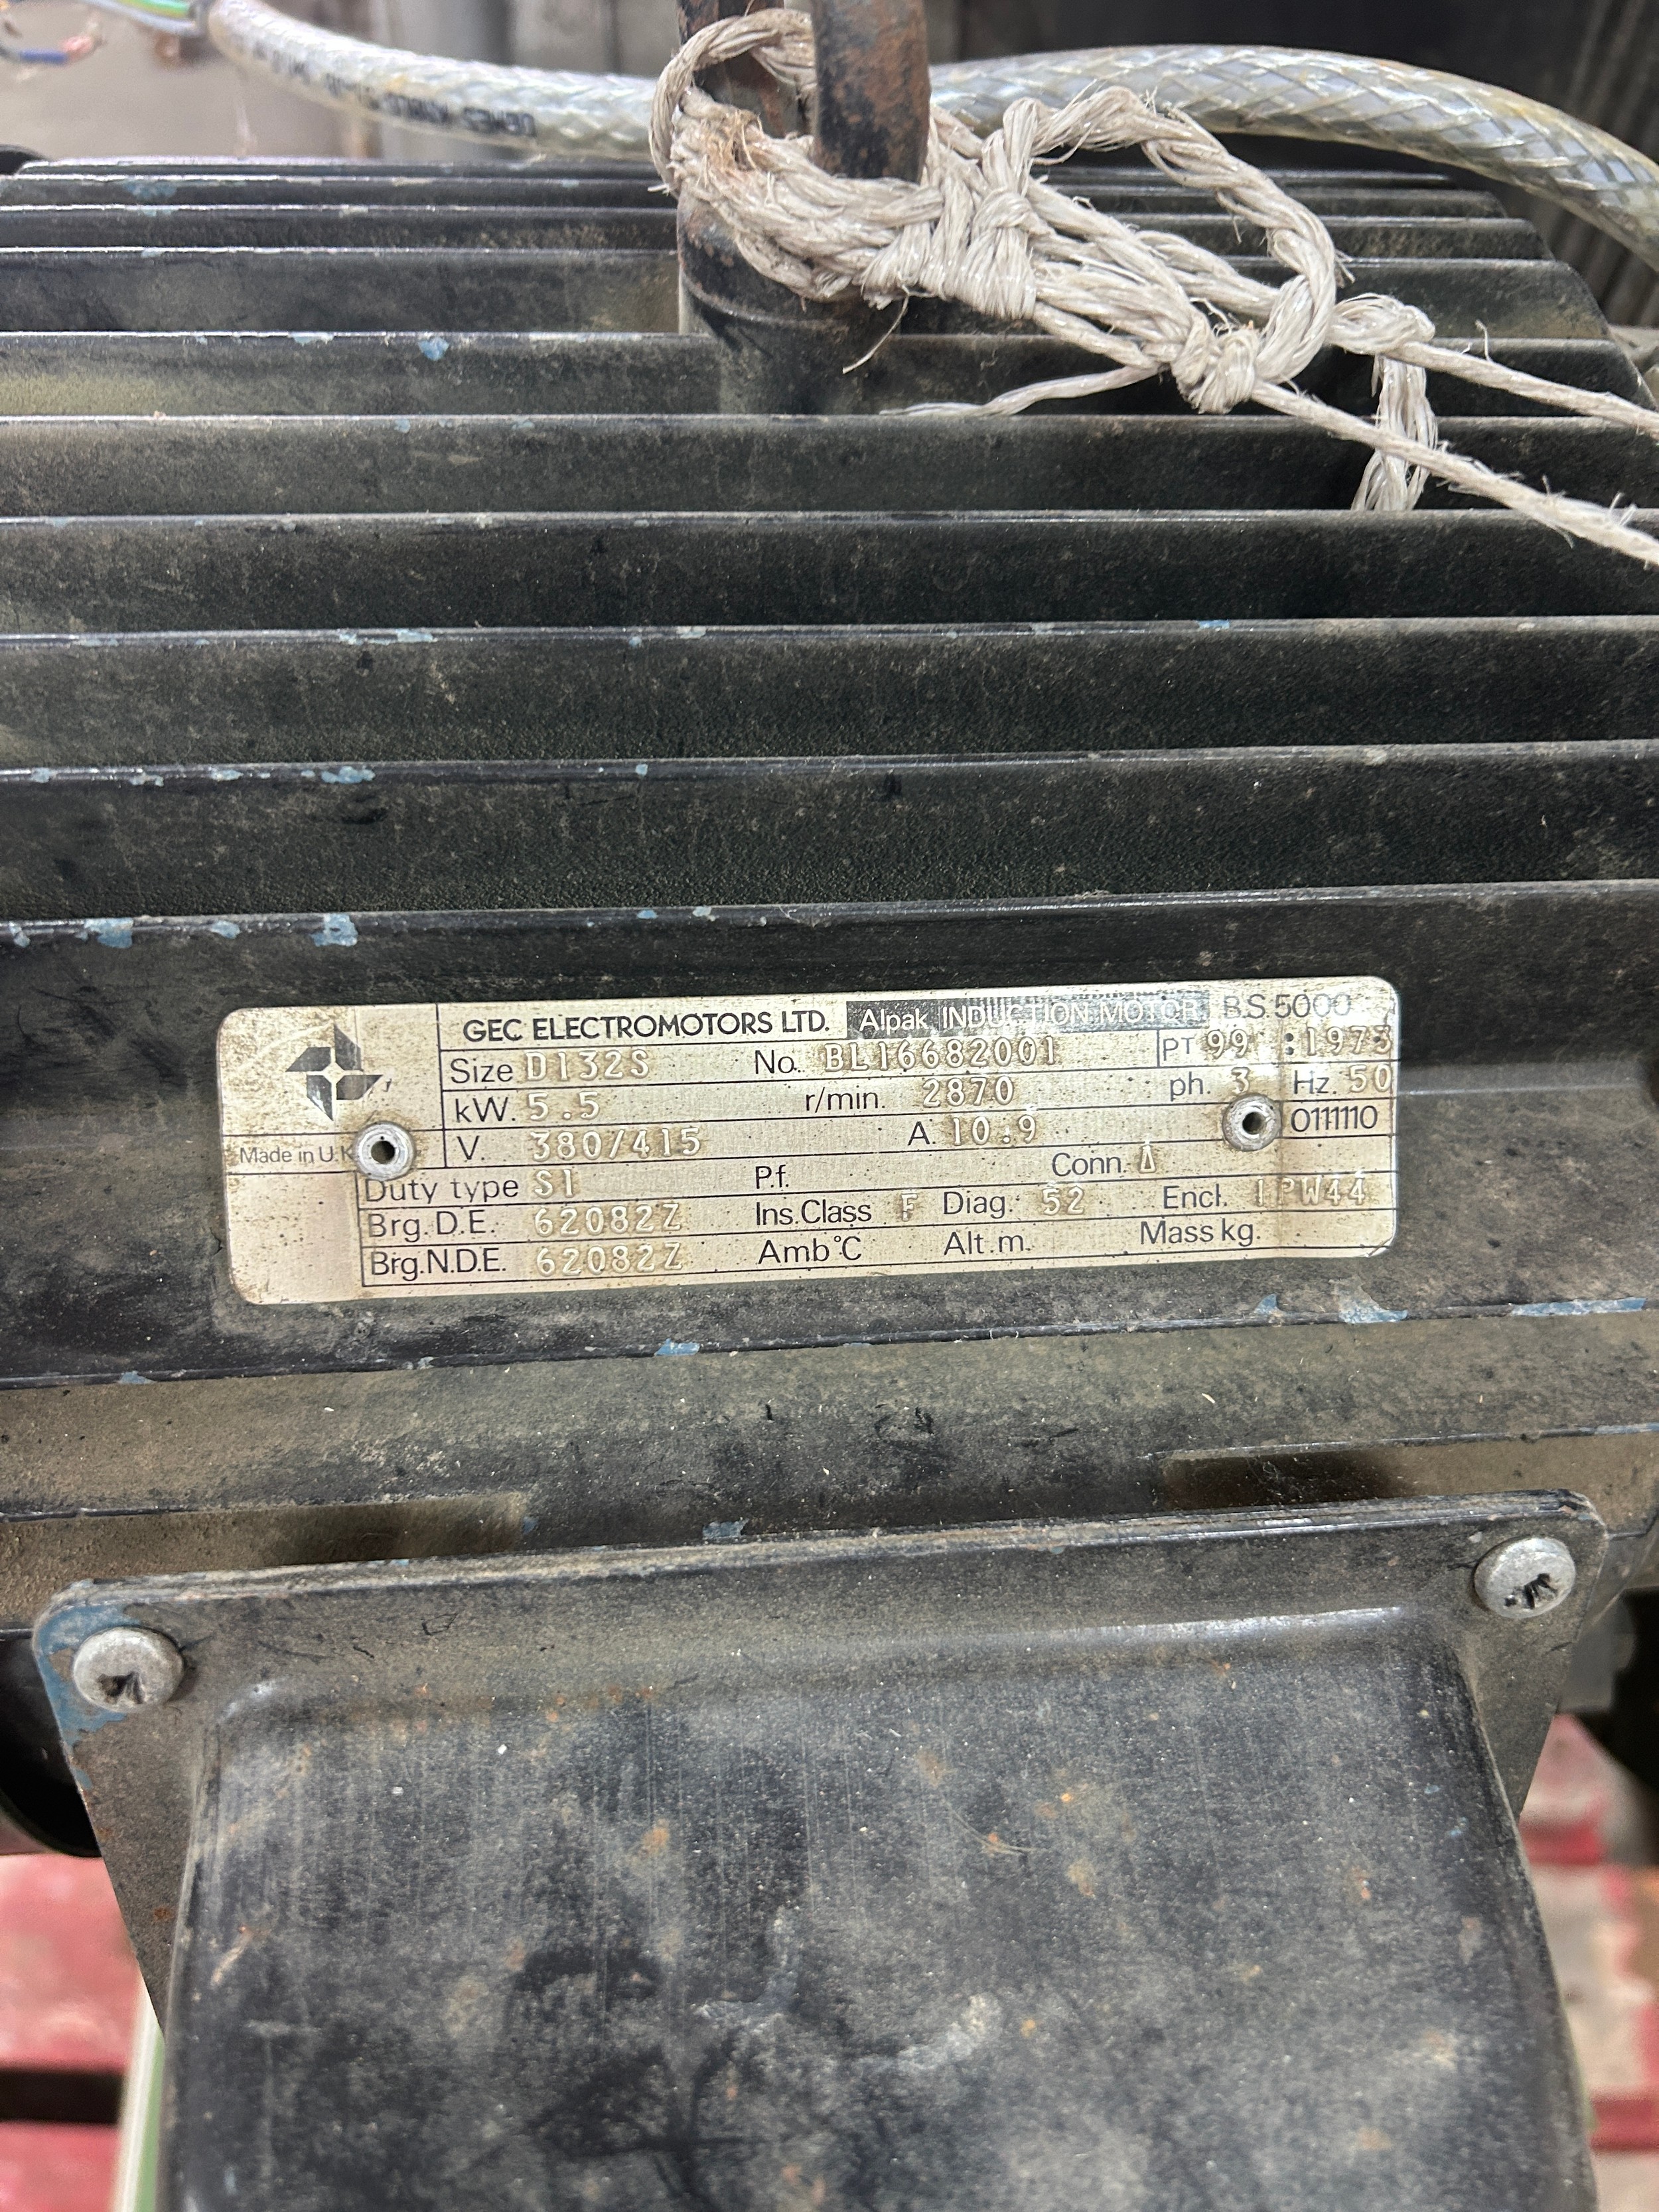 GEC ELECTROMOTORS LTD. Alpak INDUCTION MOTOR B.S.5000
Size D132S No. BL16682001 PT 99 :1973
kW. 5.5 r/min. 2870 ph. 3 Hz. 50
V. 380/415 A 10.9 0111110
Made in U.K
Duty type S1 P.f. Conn. Δ
Brg.D.E. 62082Z Ins.Class F Diag. 52 Encl. IPW44
Brg.N.D.E. 62082Z Amb°C Alt.m. Mass kg.